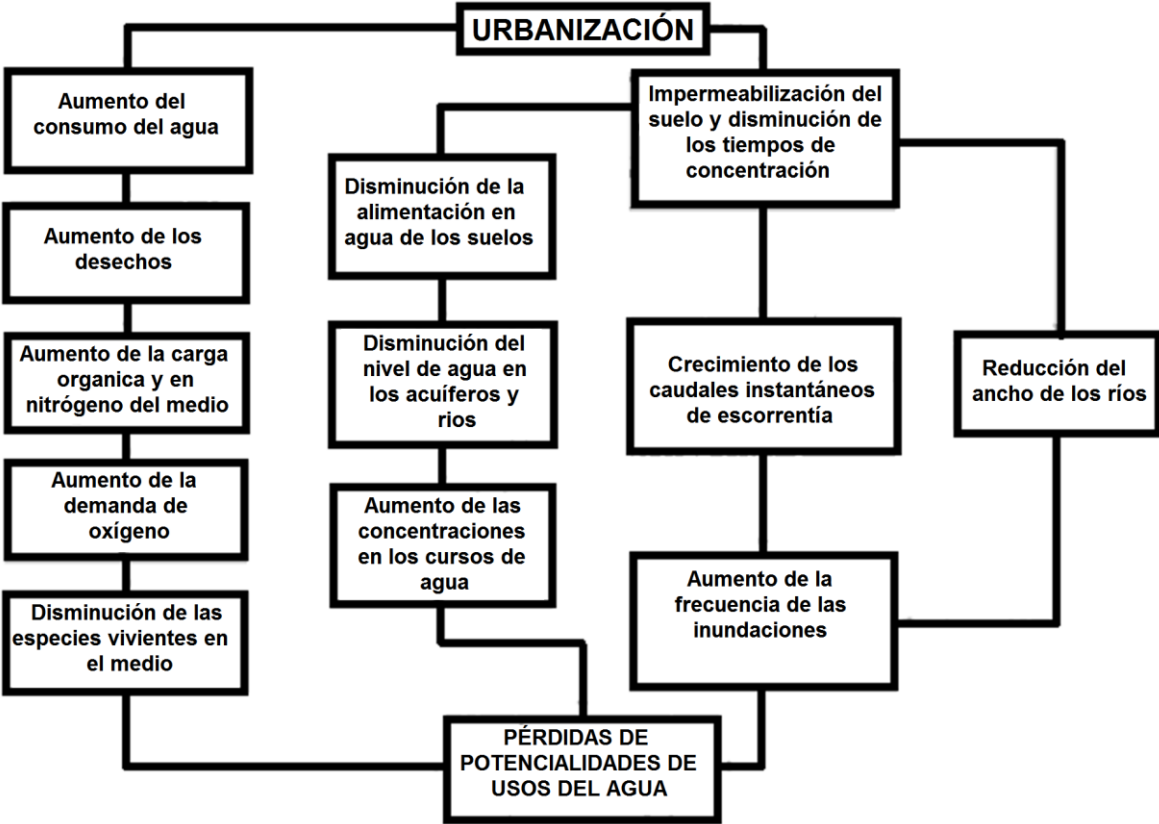 URBANIZACIÓN
Aumento del
consumo del agua
Aumento de los
desechos
Aumento de la carga
organica y en
nitrógeno del medio
Aumento de la
demanda de
oxígeno
Disminución de las
especies vivientes en
el medio
Impermeabilización del
suelo y disminución de
los tiempos de
concentración
Disminución de la
alimentación en
agua de los suelos
Disminución del
nivel de agua en
los acuíferos y
rios
Aumento de las
concentraciones
en los cursos de
agua
Crecimiento de los
caudales instantáneos
de escorrentía
Aumento de la
frecuencia de las
inundaciones
Reducción del
ancho de los ríos
PÉRDIDAS DE
POTENCIALIDADES DE
USOS DEL AGUA